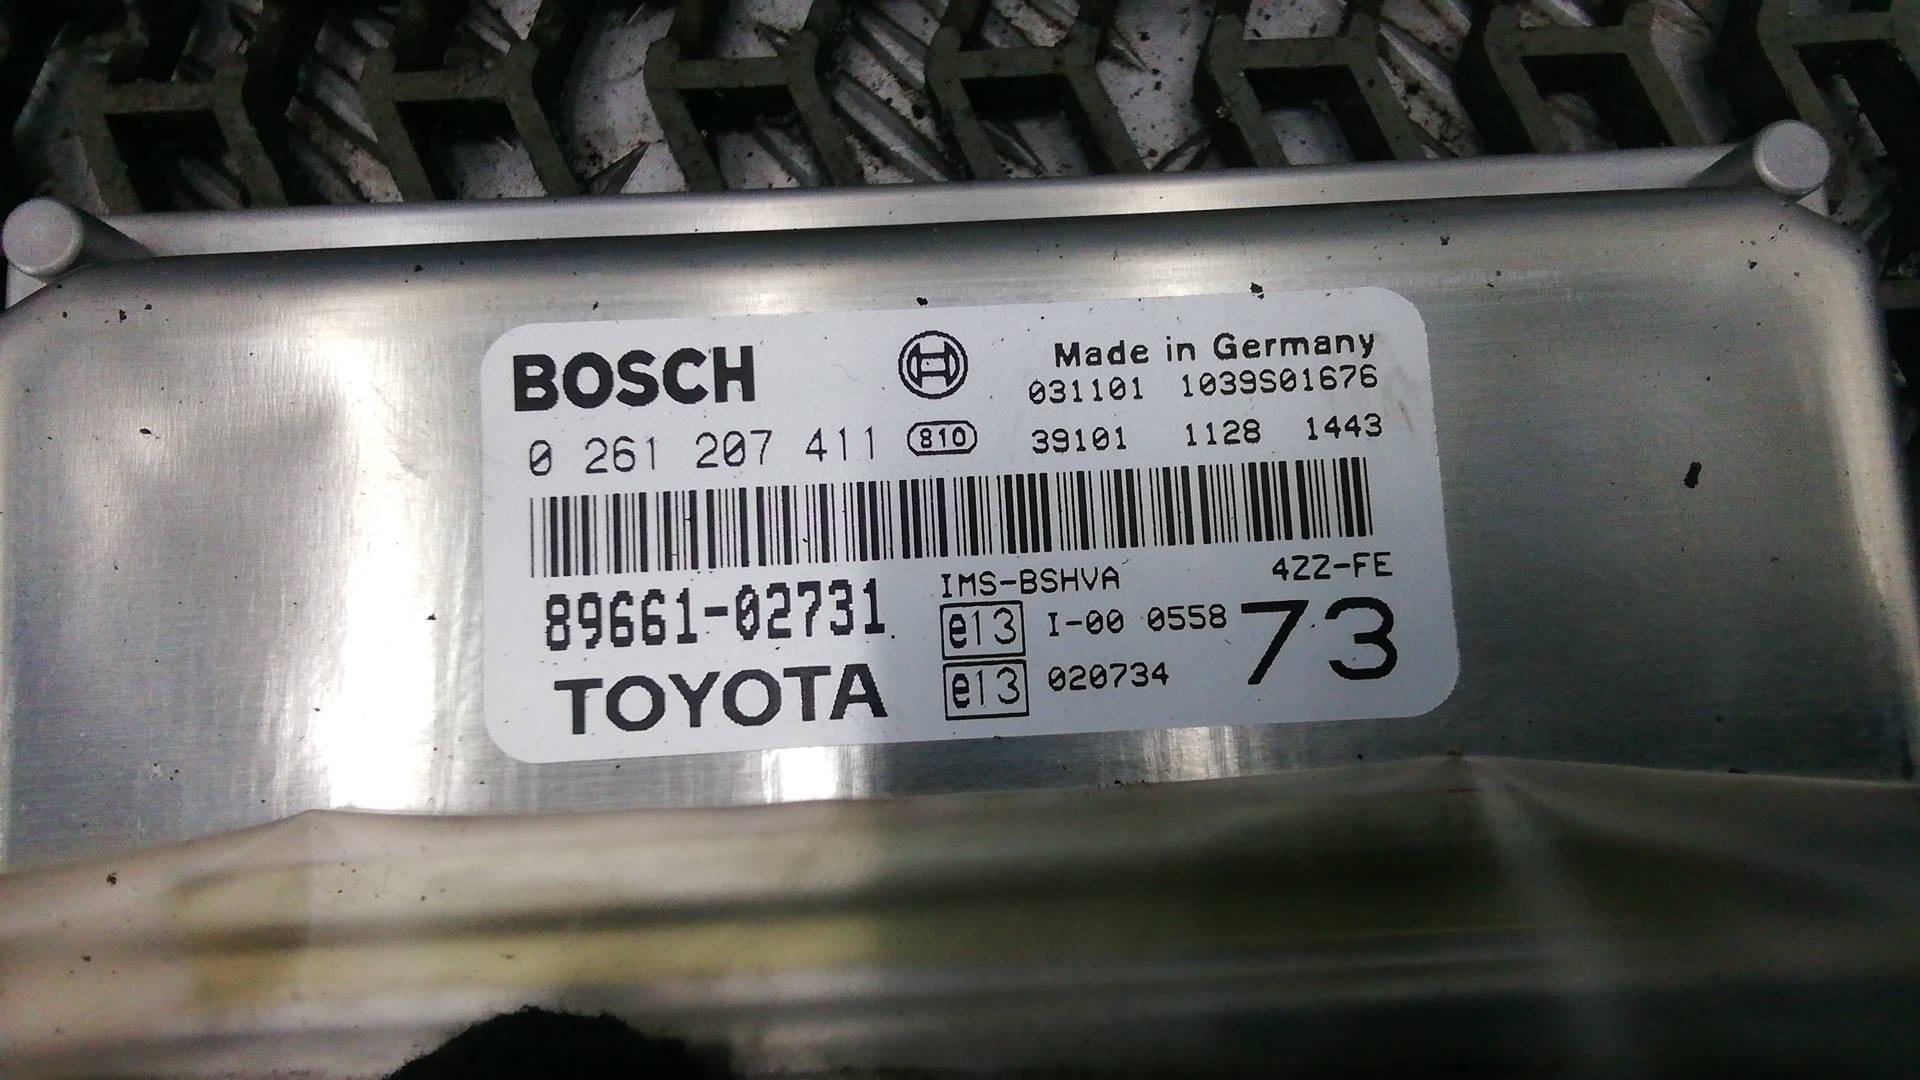 BOSCH
Made in Germany
031101 1039S01676
0 261 207 411 810 39101 1128 1443
IMS-BSHVA 4ZZ-FE
89661-02731 e13 I-00 0558 73
TOYOTA e13 020734